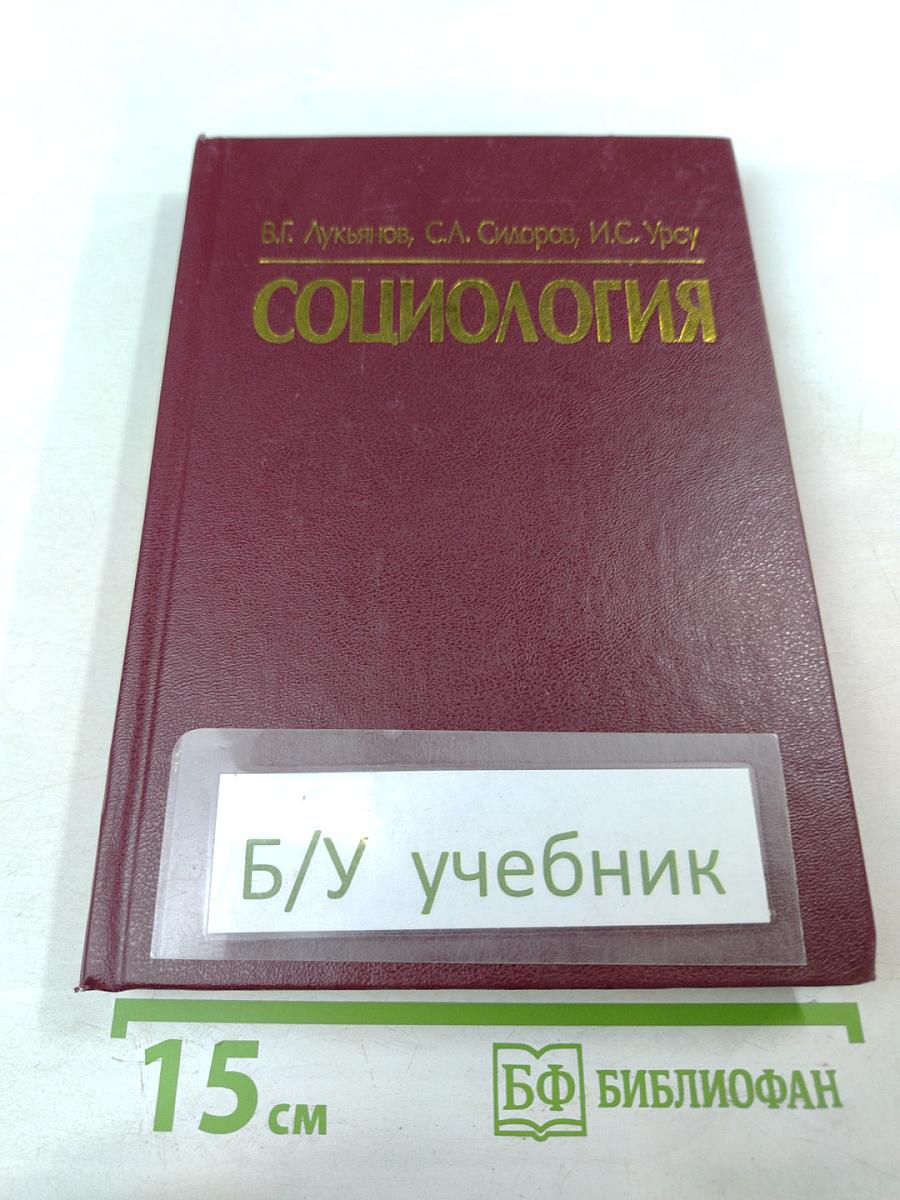 В.Г. Лукьянов, С.А. Сидоров, И.С. Урсу
СОЦИОЛОГИЯ
Б/У учебник
15 см
БФ БИБЛИОФАН